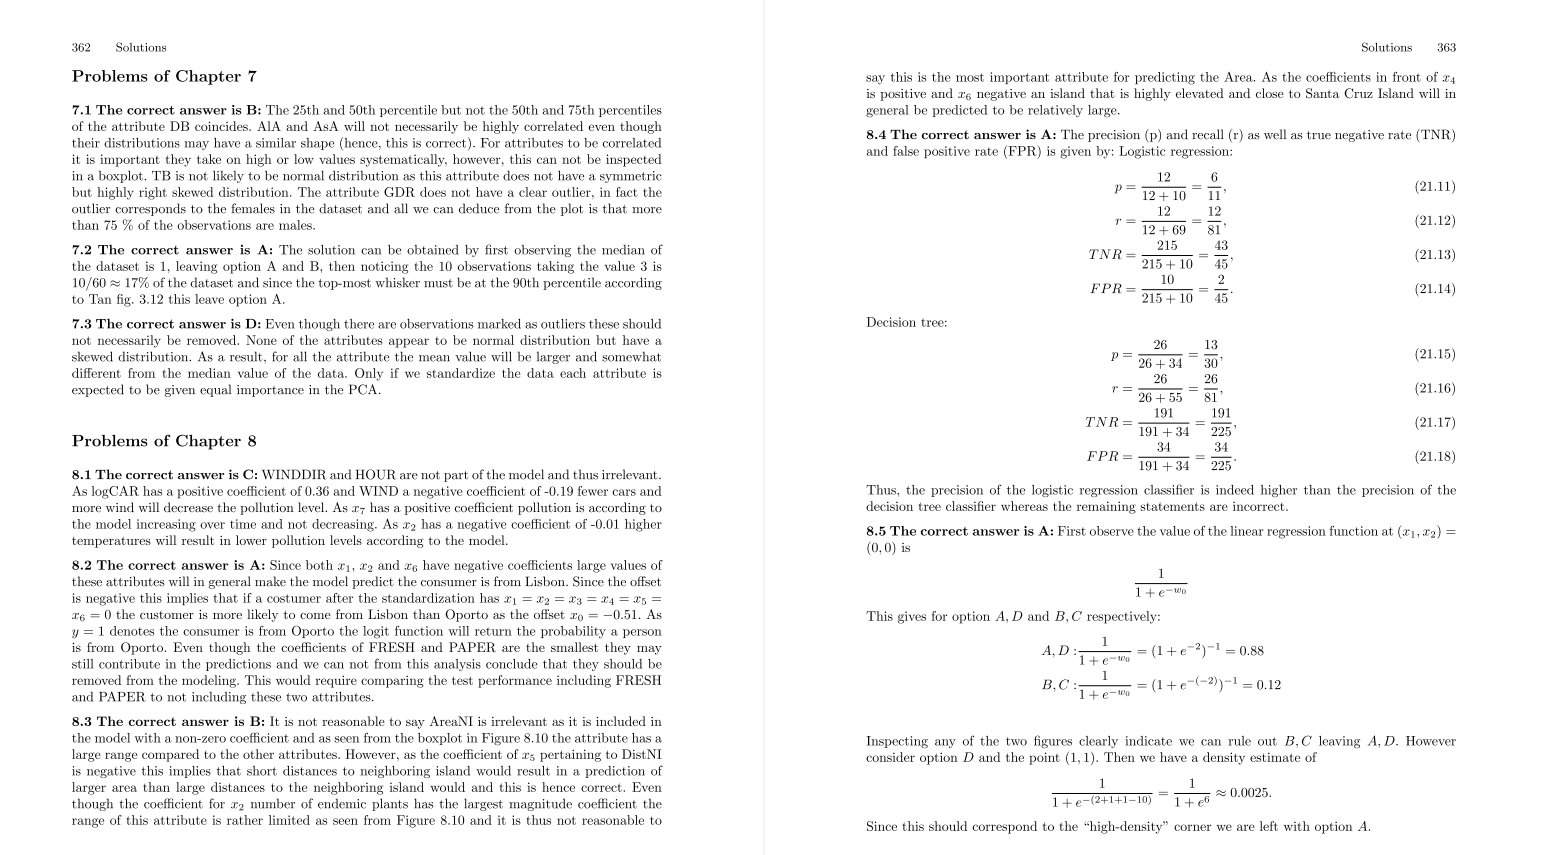 362 Solutions
Problems of Chapter 7
7.1 The correct answer is B: The 25th and 50th percentile but not the 50th and 75th percentiles
of the attribute DB coincides. AlA and AsA will not necessarily be highly correlated even though
their distributions may have a similar shape (hence, this is correct). For attributes to be correlated
it is important they take on high or low values systematically, however, this can not be inspected
in a boxplot. TB is not likely to be normal distribution as this attribute does not have a symmetric
but highly right skewed distribution. The attribute GDR does not have a clear outlier, in fact the
outlier corresponds to the females in the dataset and all we can deduce from the plot is that more
than 75 % of the observations are males.
7.2 The correct answer is A: The solution can be obtained by first observing the median of
the dataset is 1, leaving option A and B, then noticing the 10 observations taking the value 3 is
10/60 ≈ 17% of the dataset and since the top-most whisker must be at the 90th percentile according
to Tan fig. 3.12 this leave option A.
7.3 The correct answer is D: Even though there are observations marked as outliers these should
not necessarily be removed. None of the attributes appear to be normal distribution but have a
skewed distribution. As a result, for all the attribute the mean value will be larger and somewhat
different from the median value of the data. Only if we standardize the data each attribute is
expected to be given equal importance in the PCA.
Problems of Chapter 8
8.1 The correct answer is C: WINDDIR and HOUR are not part of the model and thus irrelevant.
As logCAR has a positive coefficient of 0.36 and WIND a negative coefficient of -0.19 fewer cars and
more wind will decrease the pollution level. As x₇ has a positive coefficient pollution is according to
the model increasing over time and not decreasing. As x₂ has a negative coefficient of -0.01 higher
temperatures will result in lower pollution levels according to the model.
8.2 The correct answer is A: Since both x₁, x₂ and x₆ have negative coefficients large values of
these attributes will in general make the model predict the consumer is from Lisbon. Since the offset
is negative this implies that if a costumer after the standardization has x₁ = x₂ = x₃ = x₄ = x₅ =
x₆ = 0 the customer is more likely to come from Lisbon than Oporto as the offset x₀ = −0.51. As
y = 1 denotes the consumer is from Oporto the logit function will return the probability a person
is from Oporto. Even though the coefficients of FRESH and PAPER are the smallest they may
still contribute in the predictions and we can not from this analysis conclude that they should be
removed from the modeling. This would require comparing the test performance including FRESH
and PAPER to not including these two attributes.
8.3 The correct answer is B: It is not reasonable to say AreaNI is irrelevant as it is included in
the model with a non-zero coefficient and as seen from the boxplot in Figure 8.10 the attribute has a
large range compared to the other attributes. However, as the coefficient of x₅ pertaining to DistNI
is negative this implies that short distances to neighboring island would result in a prediction of
larger area than large distances to the neighboring island would and this is hence correct. Even
though the coefficient for x₂ number of endemic plants has the largest magnitude coefficient the
range of this attribute is rather limited as seen from Figure 8.10 and it is thus not reasonable to
Solutions 363
say this is the most important attribute for predicting the Area. As the coefficients in front of x₄
is positive and x₆ negative an island that is highly elevated and close to Santa Cruz Island will in
general be predicted to be relatively large.
8.4 The correct answer is A: The precision (p) and recall (r) as well as true negative rate (TNR)
and false positive rate (FPR) is given by: Logistic regression:
p = 12/(12 + 10) = 6/11, (21.11)
r = 12/(12 + 69) = 12/81, (21.12)
TNR = 215/(215 + 10) = 43/45, (21.13)
FPR = 10/(215 + 10) = 2/45. (21.14)
Decision tree:
p = 26/(26 + 34) = 13/30, (21.15)
r = 26/(26 + 55) = 26/81, (21.16)
TNR = 191/(191 + 34) = 191/225, (21.17)
FPR = 34/(191 + 34) = 34/225. (21.18)
Thus, the precision of the logistic regression classifier is indeed higher than the precision of the
decision tree classifier whereas the remaining statements are incorrect.
8.5 The correct answer is A: First observe the value of the linear regression function at (x₁, x₂) =
(0, 0) is
1/(1 + e^(−w₀))
This gives for option A, D and B, C respectively:
A, D : 1/(1 + e^(−w₀)) = (1 + e^(−2))^(−1) = 0.88
B, C : 1/(1 + e^(−w₀)) = (1 + e^(−(−2)))^(−1) = 0.12
Inspecting any of the two figures clearly indicate we can rule out B, C leaving A, D. However
consider option D and the point (1, 1). Then we have a density estimate of
1/(1 + e^(−(2+1+1−10))) = 1/(1 + e^6) ≈ 0.0025.
Since this should correspond to the “high-density” corner we are left with option A.